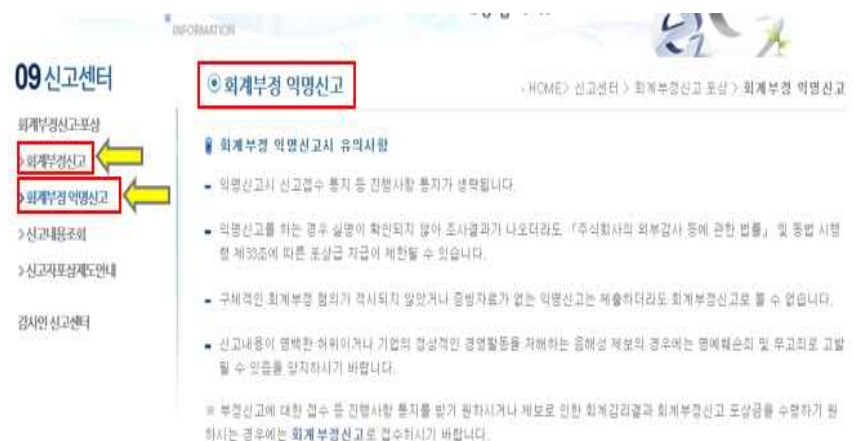 INFORMATION
09 신고센터
회계부정신고·포상
> 회계부정신고
> 회계부정 익명신고
> 신고내용조회
> 신고자포상제도안내
감사인 신고센터
회계부정 익명신고
> HOME > 신고센터 > 회계부정신고·포상 > 회계부정 익명신고
회계부정 익명신고시 유의사항
- 익명신고시 신고접수 통지 등 진행사항 통지가 생략됩니다.
- 익명신고를 하는 경우 실명이 확인되지 않아 조사결과가 나오더라도 「주식회사의 외부감사 등에 관한 법률」 및 동법 시행
령 제33조에 따른 포상금 지급이 제한될 수 있습니다.
- 구체적인 회계부정 혐의가 적시되지 않았거나 증빙자료가 없는 익명신고는 제출하더라도 회계부정신고로 볼 수 없습니다.
- 신고내용이 명백한 허위이거나 기업의 정상적인 경영활동을 저해하는 음해성 제보의 경우에는 명예훼손죄 및 무고죄로 고발
될 수 있음을 양지하시기 바랍니다.
※ 부정신고에 대한 접수 등 진행사항 통지를 받기 원하시거나 제보로 인한 회계감리결과 회계부정신고 포상금을 수령하기 원
하시는 경우에는 회계부정신고로 접수하시기 바랍니다.